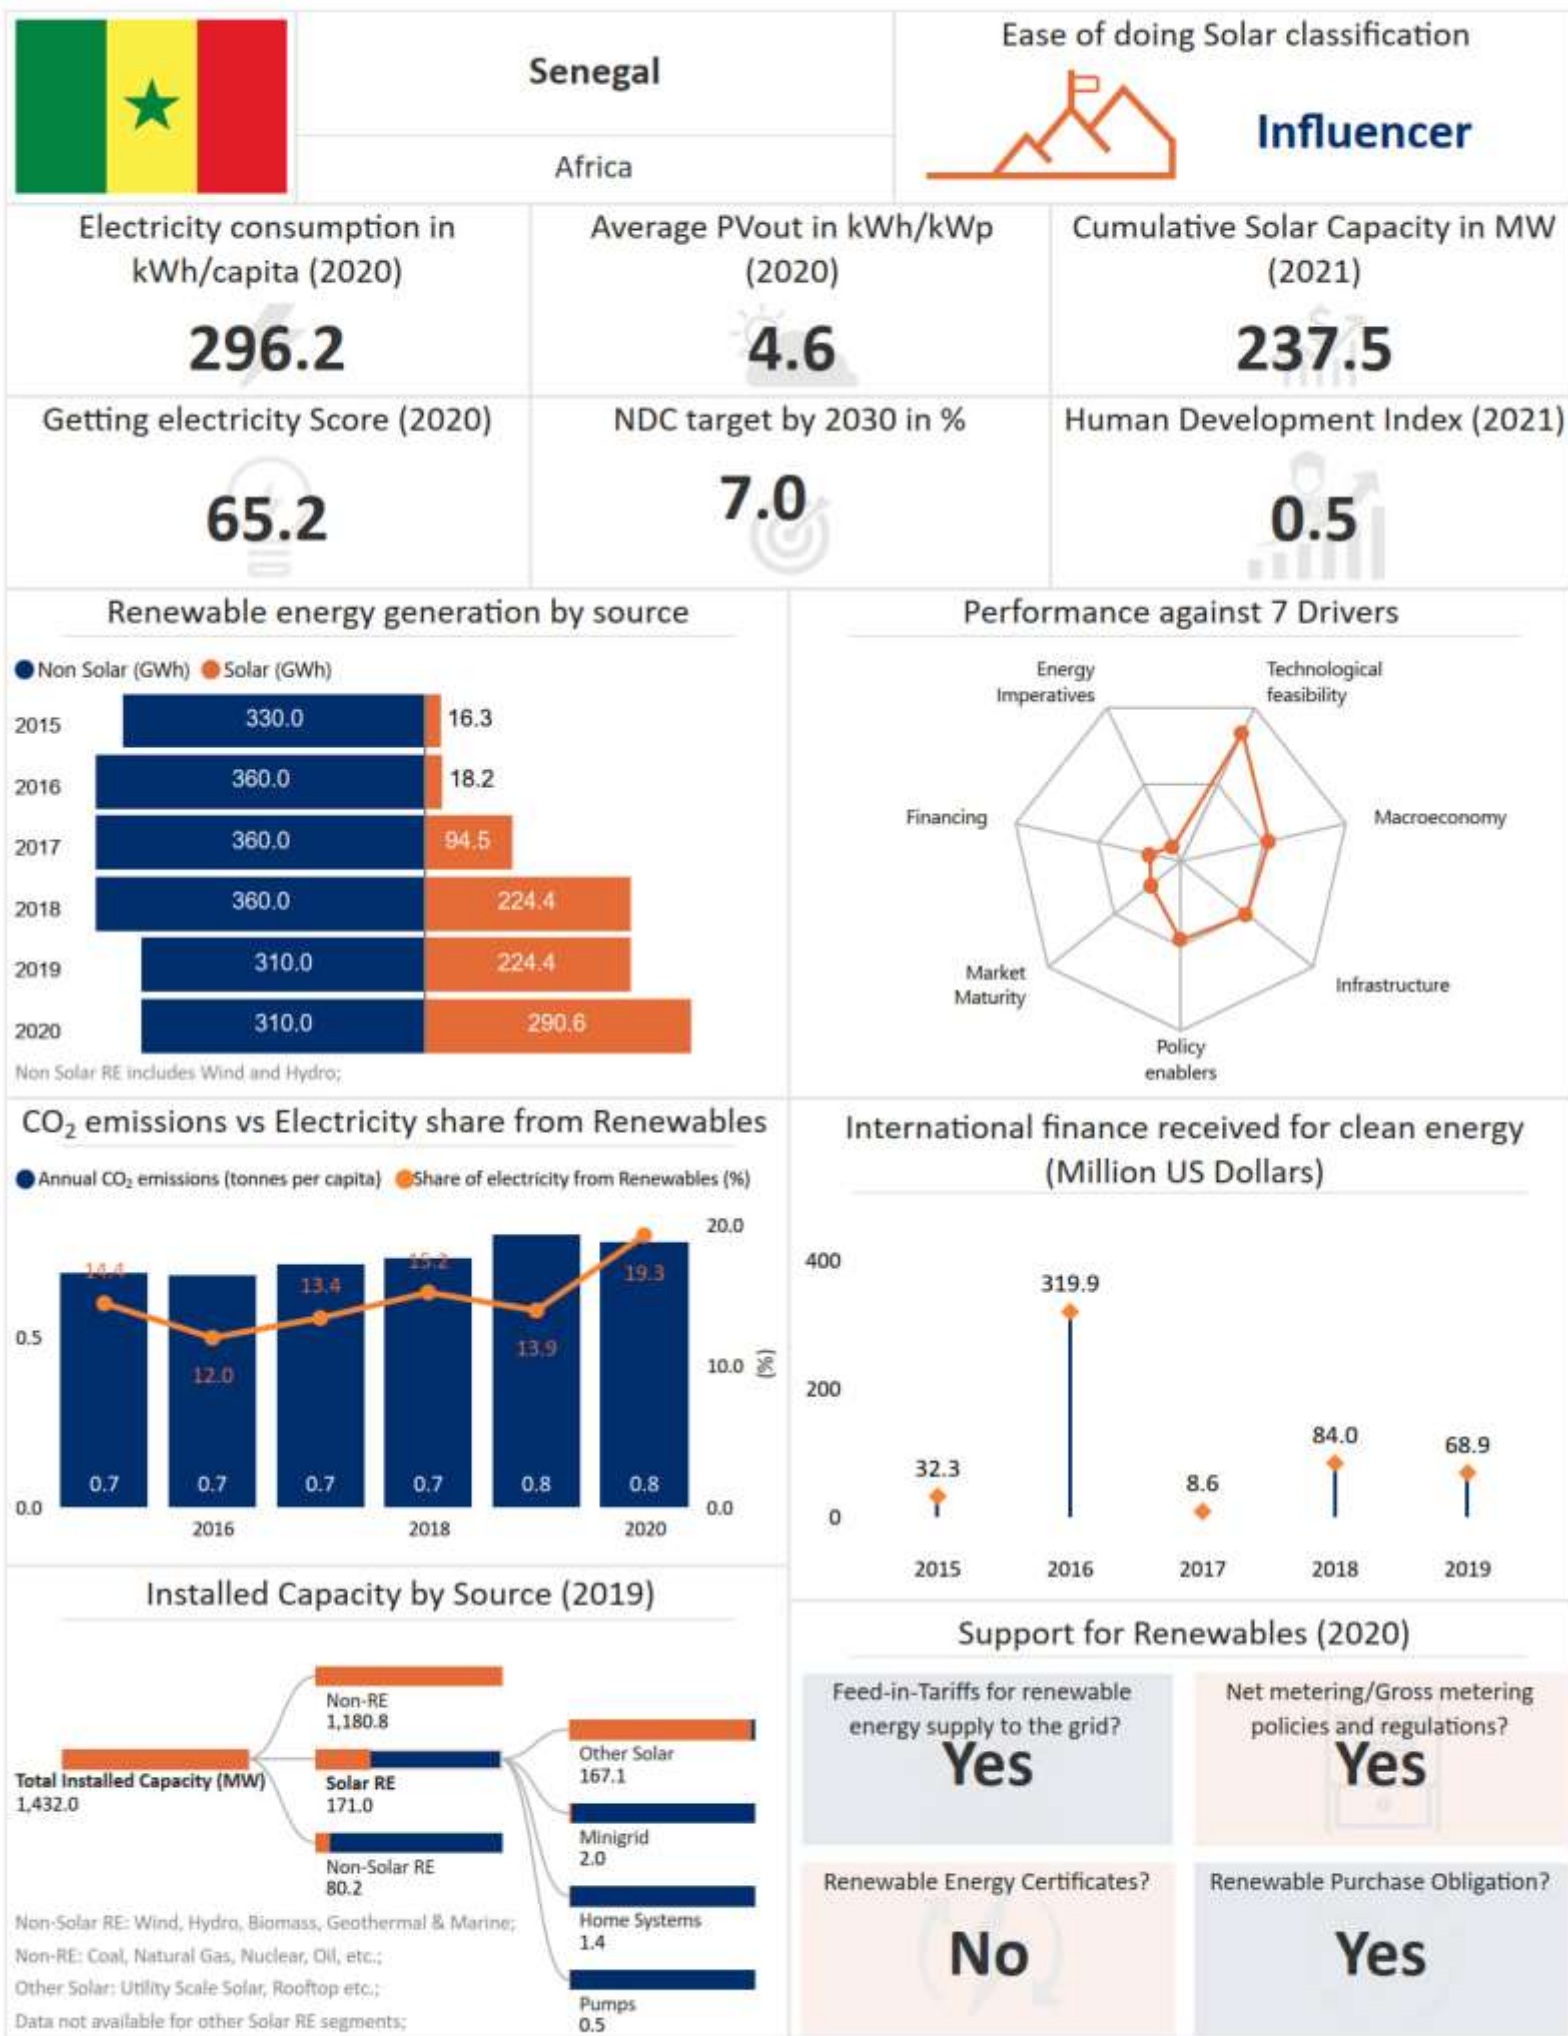 Senegal
Africa
Ease of doing Solar classification
Influencer
Electricity consumption in
kWh/capita (2020)
296.2
Average PVout in kWh/kWp
(2020)
4.6
Cumulative Solar Capacity in MW
(2021)
237.5
Getting electricity Score (2020)
65.2
NDC target by 2030 in %
7.0
Human Development Index (2021)
0.5
Renewable energy generation by source
Non Solar (GWh) Solar (GWh)
2015 330.0 16.3
2016 360.0 18.2
2017 360.0 94.5
2018 360.0 224.4
2019 310.0 224.4
2020 310.0 290.6
Non Solar RE includes Wind and Hydro;
Performance against 7 Drivers
Energy
Imperatives
Technological
feasibility
Financing
Macroeconomy
Market
Maturity
Infrastructure
Policy
enablers
CO₂ emissions vs Electricity share from Renewables
Annual CO₂ emissions (tonnes per capita) Share of electricity from Renewables (%)
20.0
14.4
13.4
15.2
19.3
0.5
12.0
13.9
10.0
(%)
0.7 0.7 0.7 0.7 0.8 0.8
0.0
0.0
2016 2018 2020
International finance received for clean energy
(Million US Dollars)
400
319.9
200
32.3
8.6
84.0
68.9
0
2015 2016 2017 2018 2019
Installed Capacity by Source (2019)
Total Installed Capacity (MW)
1,432.0
Non-RE
1,180.8
Solar RE
171.0
Non-Solar RE
80.2
Other Solar
167.1
Minigrid
2.0
Home Systems
1.4
Pumps
0.5
Non-Solar RE: Wind, Hydro, Biomass, Geothermal & Marine;
Non-RE: Coal, Natural Gas, Nuclear, Oil, etc.;
Other Solar: Utility Scale Solar, Rooftop etc.;
Data not available for other Solar RE segments;
Support for Renewables (2020)
Feed-in-Tariffs for renewable
energy supply to the grid?
Yes
Net metering/Gross metering
policies and regulations?
Yes
Renewable Energy Certificates?
No
Renewable Purchase Obligation?
Yes